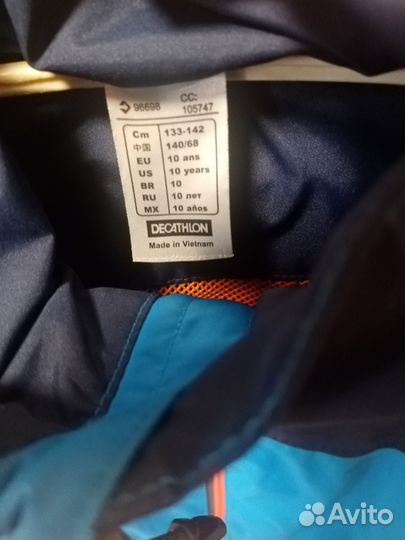 96698 CC: 105747
Cm 133-142
中国 140/68
EU 10 ans
US 10 years
BR 10
RU 10 лет
MX 10 años
DECATHLON
Made in Vietnam
Avito